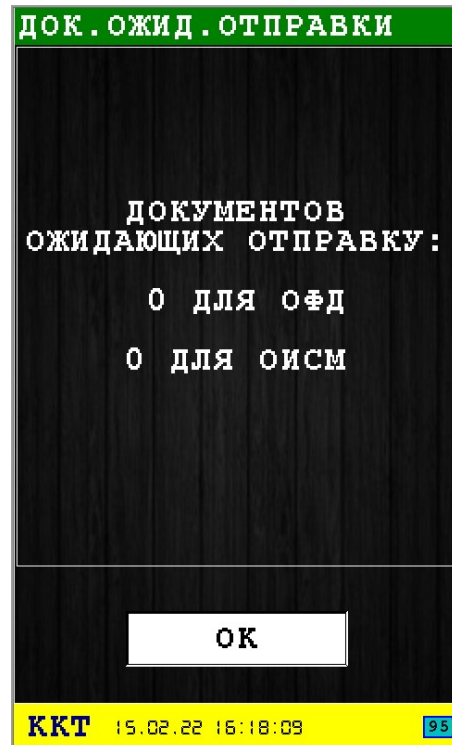 ДОК.ОЖИД.ОТПРАВКИ
ДОКУМЕНТОВ
ОЖИДАЮЩИХ ОТПРАВКУ:
0 ДЛЯ ОФД
0 ДЛЯ ОИСМ
ОК
ККТ 15.02.22 16:18:09 95